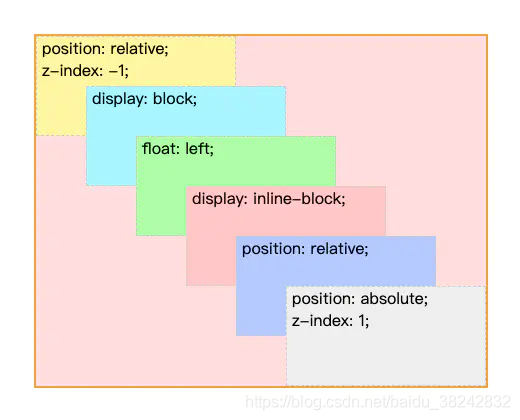 position: relative;
z-index: -1;
display: block;
float: left;
display: inline-block;
position: relative;
position: absolute;
z-index: 1;
https://blog.csdn.net/baidu_38242832